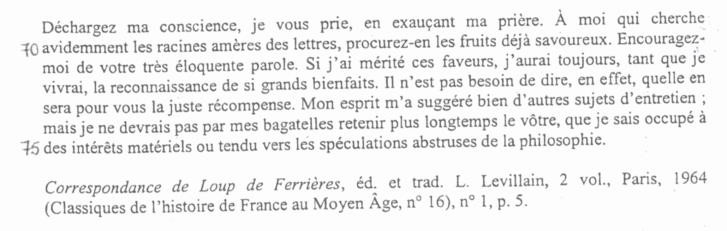 Déchargez ma conscience, je vous prie, en exauçant ma prière. À moi qui cherche
70 avidemment les racines amères des lettres, procurez-en les fruits déjà savoureux. Encouragez-
moi de votre très éloquente parole. Si j'ai mérité ces faveurs, j'aurai toujours, tant que je
vivrai, la reconnaissance de si grands bienfaits. Il n'est pas besoin de dire, en effet, quelle en
sera pour vous la juste récompense. Mon esprit m'a suggéré bien d'autres sujets d'entretien ;
mais je ne devrais pas par mes bagatelles retenir plus longtemps le vôtre, que je sais occupé à
75 des intérêts matériels ou tendu vers les spéculations abstruses de la philosophie.
Correspondance de Loup de Ferrières, éd. et trad. L. Levillain, 2 vol., Paris, 1964
(Classiques de l'histoire de France au Moyen Âge, n° 16), n° 1, p. 5.